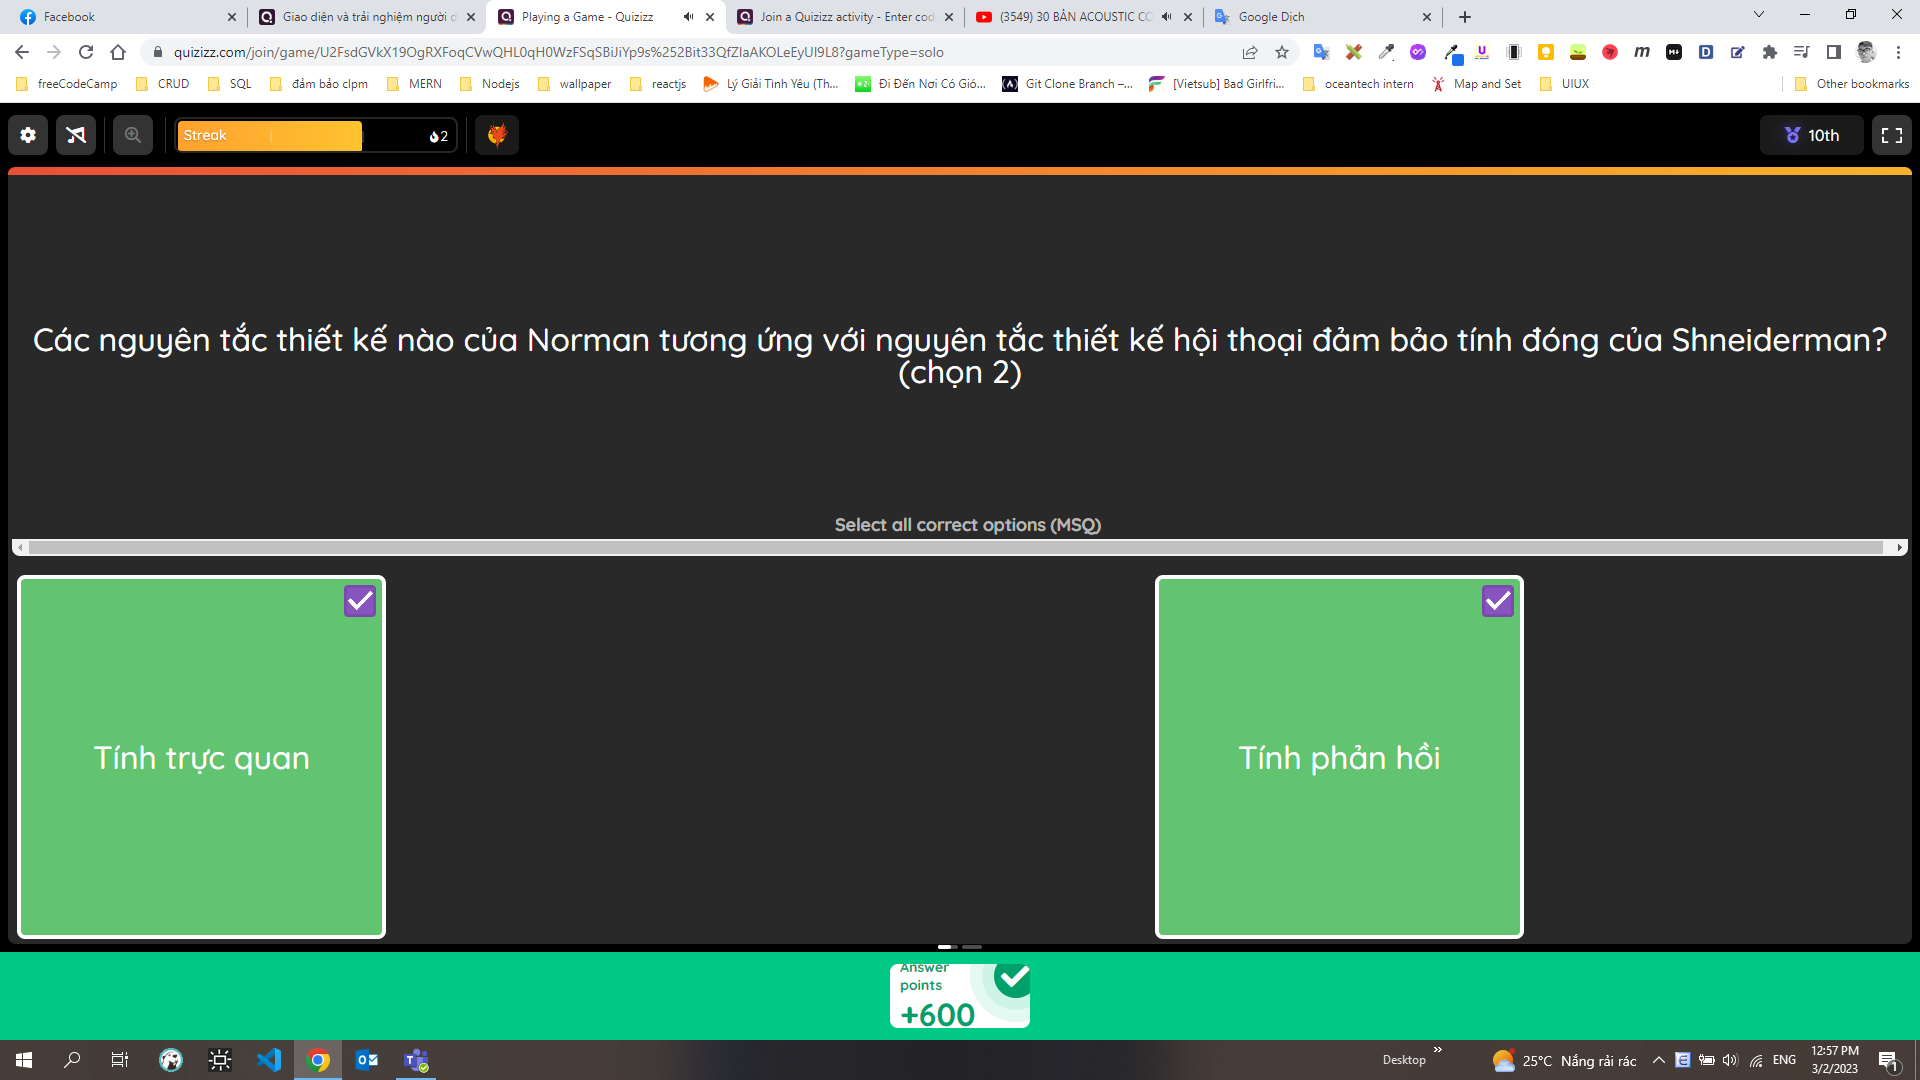 Facebook
Giao diện và trải nghiệm người d
Playing a Game - Quizizz
Join a Quizizz activity - Enter cod
(3549) 30 BẢN ACOUSTIC CO
Google Dịch
quizizz.com/join/game/U2FsdGVkX19OgRXFoqCVwQHL0qH0WzFSqSBiJiYp9s%252Bit33QfZIaAKOLeEyUI9L8?gameType=solo
freeCodeCamp
CRUD
SQL
đảm bảo clpm
MERN
Nodejs
wallpaper
reactjs
Lý Giải Tình Yêu (Th...
Đi Đến Nơi Có Gió...
Git Clone Branch –...
[Vietsub] Bad Girlfri...
oceantech intern
Map and Set
UIUX
Other bookmarks
Streak
2
10th
Các nguyên tắc thiết kế nào của Norman tương ứng với nguyên tắc thiết kế hội thoại đảm bảo tính đóng của Shneiderman?
(chọn 2)
Select all correct options (MSQ)
Tính trực quan
Tính phản hồi
Answer
points
+600
Desktop
25°C Nắng rải rác
ENG
12:57 PM
3/2/2023
1